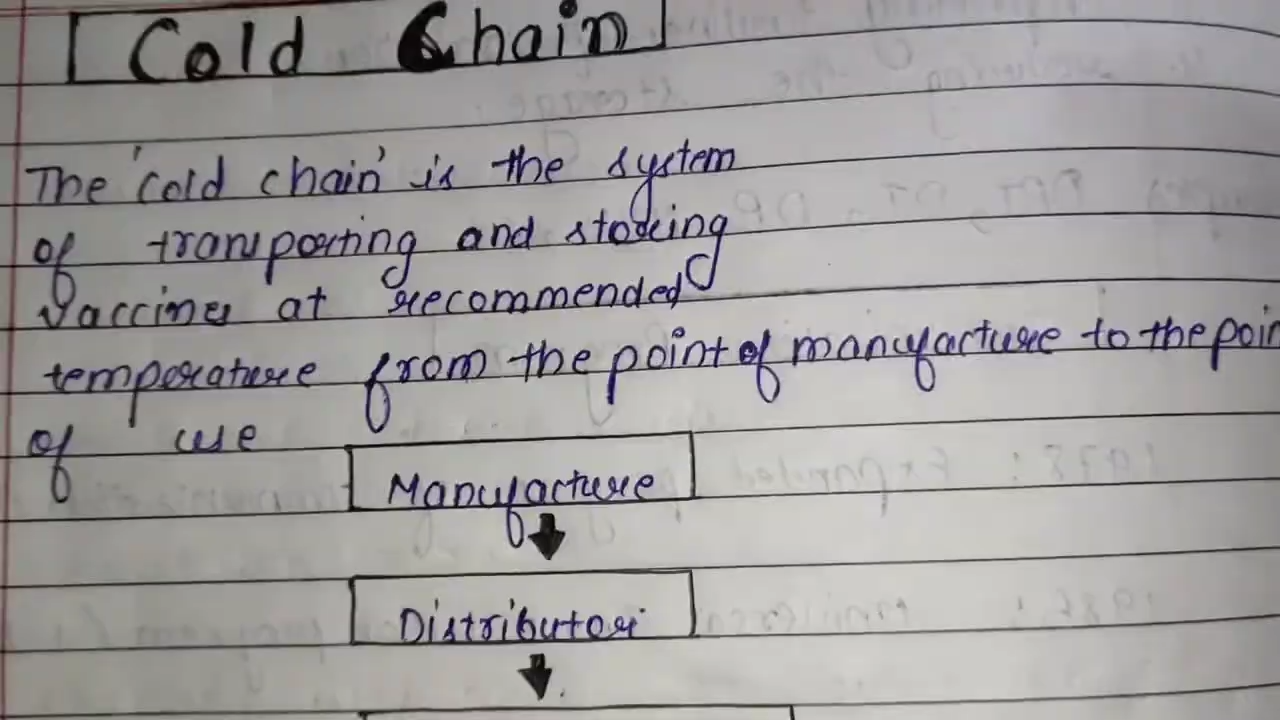 Cold Chain
The 'cold chain' is the system
of transporting and storing
vaccines at recommended
temperature from the point of manufacture to the poin
of use
Manufacture
Distributor